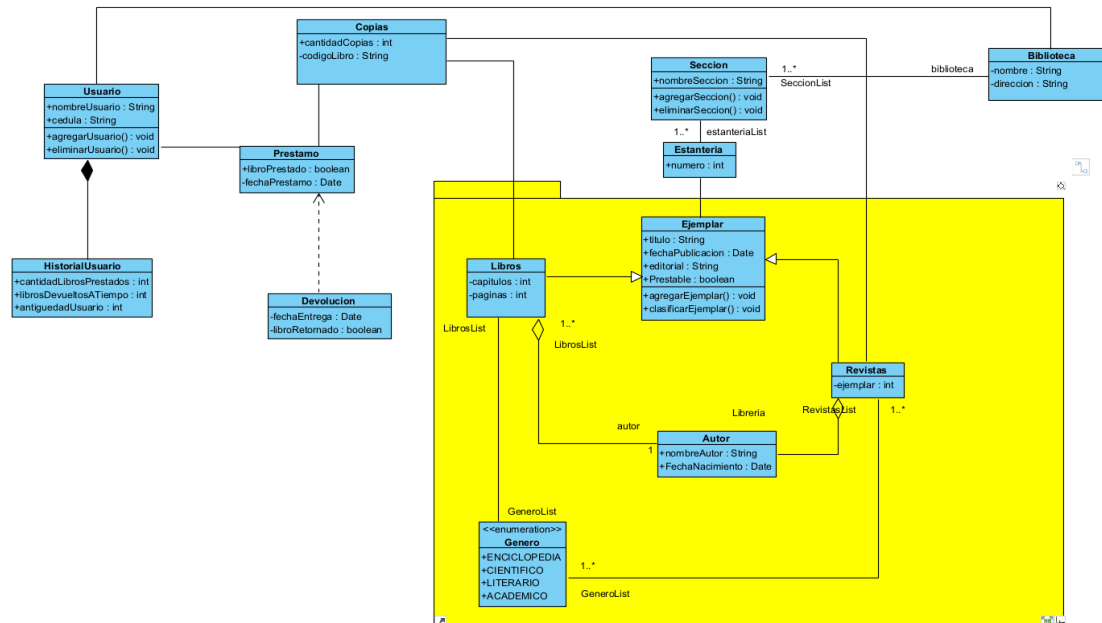 Copias
+cantidadCopias : int
-codigoLibro : String
Biblioteca
-nombre : String
-direccion : String
Seccion
+nombreSeccion : String
+agregarSeccion() : void
+eliminarSeccion() : void
1..*
SeccionList
biblioteca
Usuario
+nombreUsuario : String
+cedula : String
+agregarUsuario() : void
+eliminarUsuario() : void
1..*
estanteriaList
Estanteria
+numero : int
Prestamo
+libroPrestado : boolean
-fechaPrestamo : Date
Ejemplar
+titulo : String
+fechaPublicacion : Date
+editorial : String
+Prestable : boolean
+agregarEjemplar() : void
+clasificarEjemplar() : void
HistorialUsuario
+cantidadLibrosPrestados : int
+librosDevueltosATiempo : int
+antiguedadUsuario : int
Libros
-capitulos : int
-paginas : int
Devolucion
-fechaEntrega : Date
-libroRetornado : boolean
LibrosList
1..*
LibrosList
Revistas
-ejemplar : int
Libreria
RevistasList
1..*
autor
1
Autor
+nombreAutor : String
+FechaNacimiento : Date
GeneroList
<<enumeration>>
Genero
+ENCICLOPEDIA
+CIENTIFICO
+LITERARIO
+ACADEMICO
1..*
GeneroList